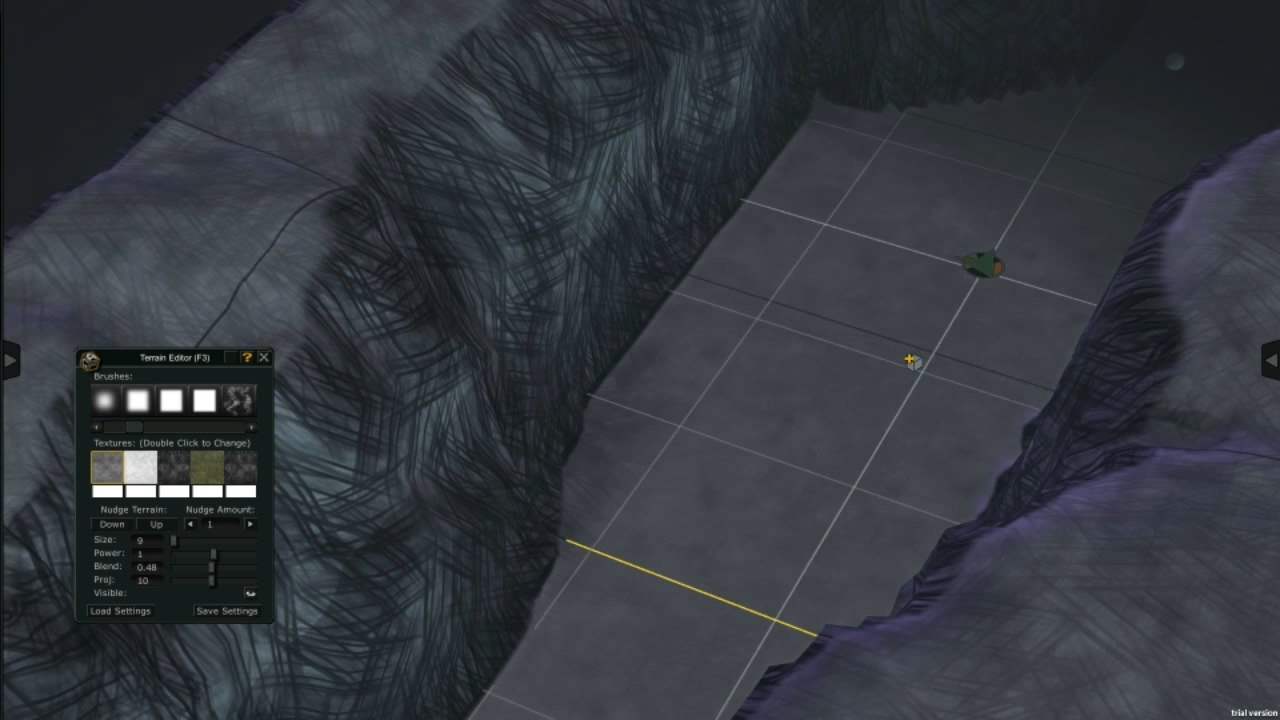 Terrain Editor (F3)
?
Brushes:
Textures: (Double Click to Change)
Nudge Terrain: Nudge Amount:
Down Up 1
Size: 9
Power: 1
Blend: 0.48
Proj: 10
Visible:
Load Settings Save Settings
trial version